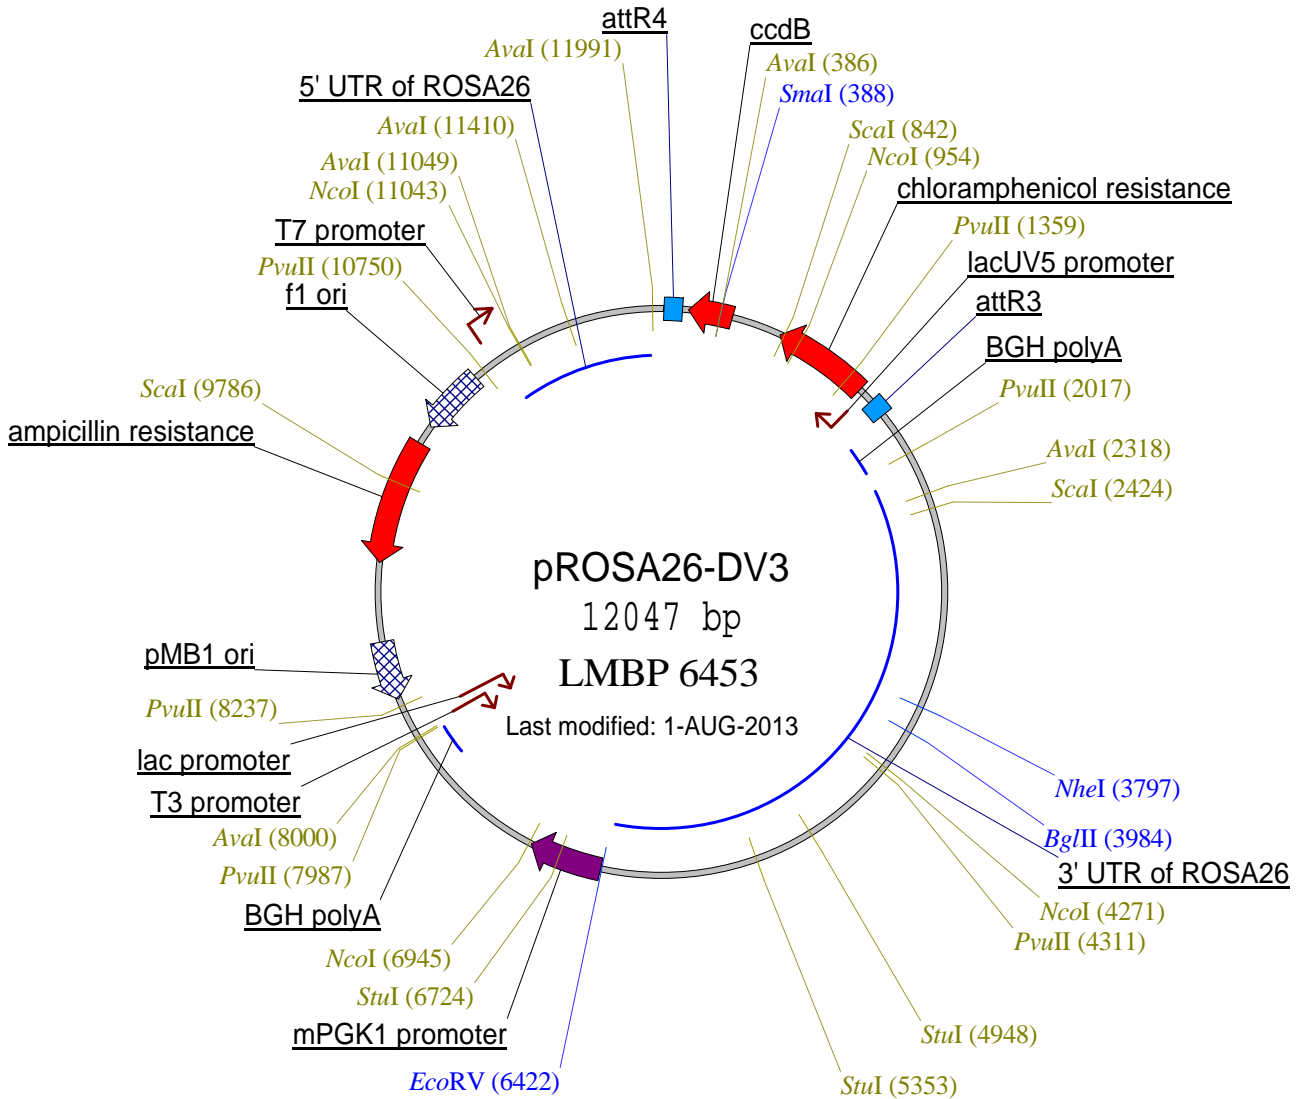 attR4
ccdB
AvaI (11991)
AvaI (386)
5' UTR of ROSA26
SmaI (388)
AvaI (11410)
ScaI (842)
AvaI (11049)
NcoI (954)
NcoI (11043)
chloramphenicol resistance
T7 promoter
PvuII (1359)
PvuII (10750)
lacUV5 promoter
f1 ori
attR3
BGH polyA
ScaI (9786)
PvuII (2017)
ampicillin resistance
AvaI (2318)
ScaI (2424)
pROSA26-DV3
12047 bp
LMBP 6453
Last modified: 1-AUG-2013
pMB1 ori
PvuII (8237)
lac promoter
T3 promoter
NheI (3797)
AvaI (8000)
BglII (3984)
PvuII (7987)
3' UTR of ROSA26
BGH polyA
NcoI (4271)
PvuII (4311)
NcoI (6945)
StuI (6724)
mPGK1 promoter
StuI (4948)
EcoRV (6422)
StuI (5353)